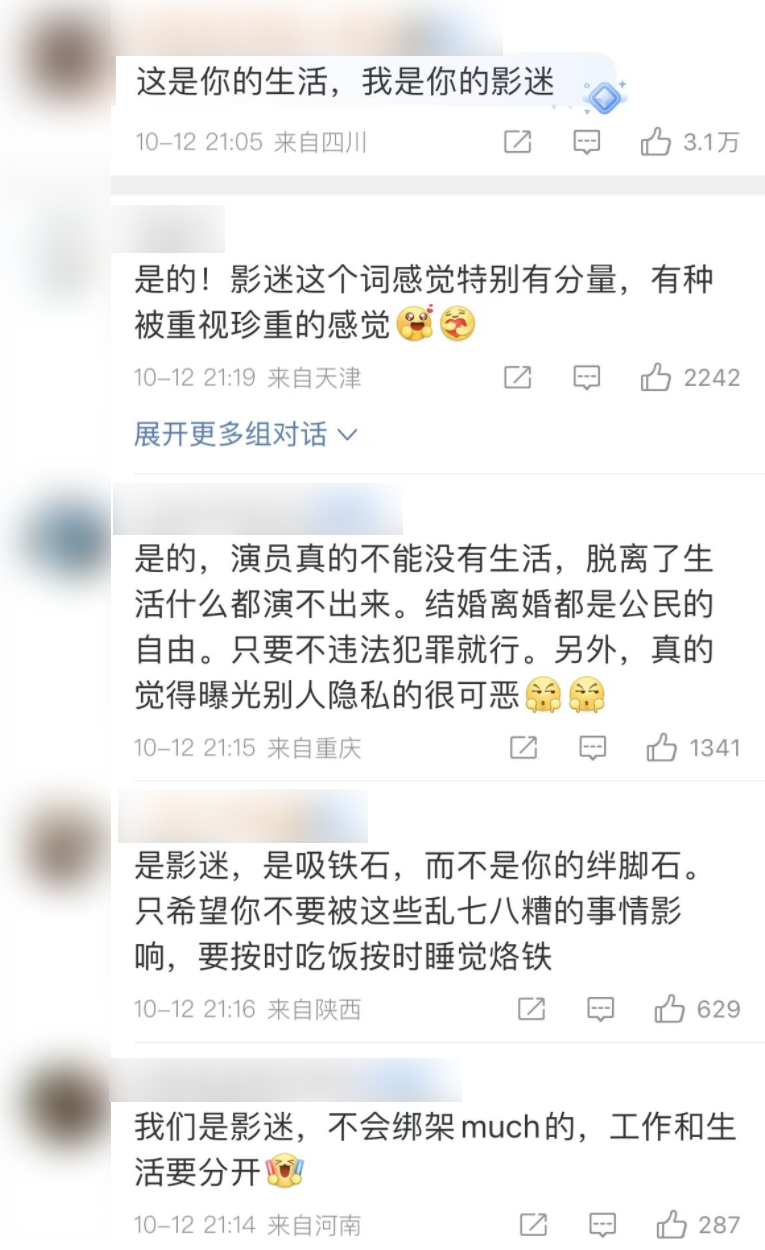 这是你的生活，我是你的影迷
10-12 21:05 来自四川 3.1万
是的！影迷这个词感觉特别有分量，有种
被重视珍重的感觉
10-12 21:19 来自天津 2242
展开更多组对话
是的，演员真的不能没有生活，脱离了生
活什么都演不出来。结婚离婚都是公民的
自由。只要不违法犯罪就行。另外，真的
觉得曝光别人隐私的很可恶
10-12 21:15 来自重庆 1341
是影迷，是吸铁石，而不是你的绊脚石。
只希望你不要被这些乱七八糟的事情影
响，要按时吃饭按时睡觉烙铁
10-12 21:16 来自陕西 629
我们是影迷，不会绑架much的，工作和生
活要分开
10-12 21:14 来自河南 287